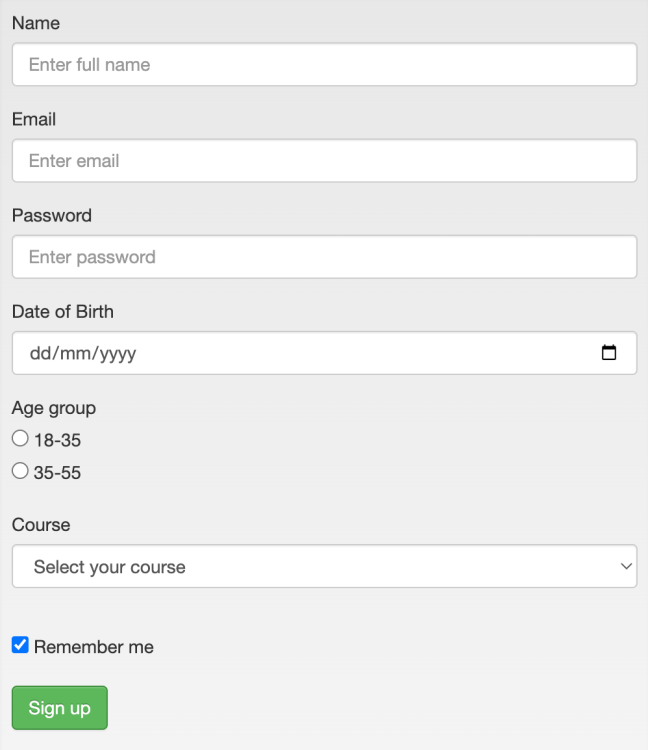 Name
Enter full name
Email
Enter email
Password
Enter password
Date of Birth
dd/mm/yyyy
Age group
18-35
35-55
Course
Select your course
Remember me
Sign up